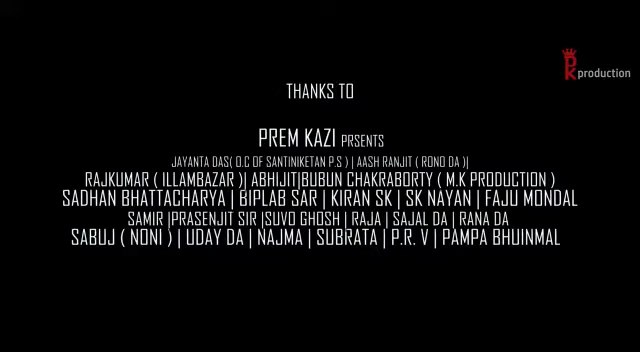 PK production
THANKS TO
PREM KAZI PRSENTS
JAYANTA DAS( O.C OF SANTINIKETAN P.S ) | AASH RANJIT ( RONO DA )|
RAJKUMAR ( ILLAMBAZAR )| ABHIJIT|BUBUN CHAKRABORTY ( M.K PRODUCTION )
SADHAN BHATTACHARYA | BIPLAB SAR | KIRAN SK | SK NAYAN | FAJU MONDAL
SAMIR |PRASENJIT SIR |SUVO GHOSH | RAJA | SAJAL DA | RANA DA
SABUJ ( NONI ) | UDAY DA | NAJMA | SUBRATA | P.R. V | PAMPA BHUINMAL